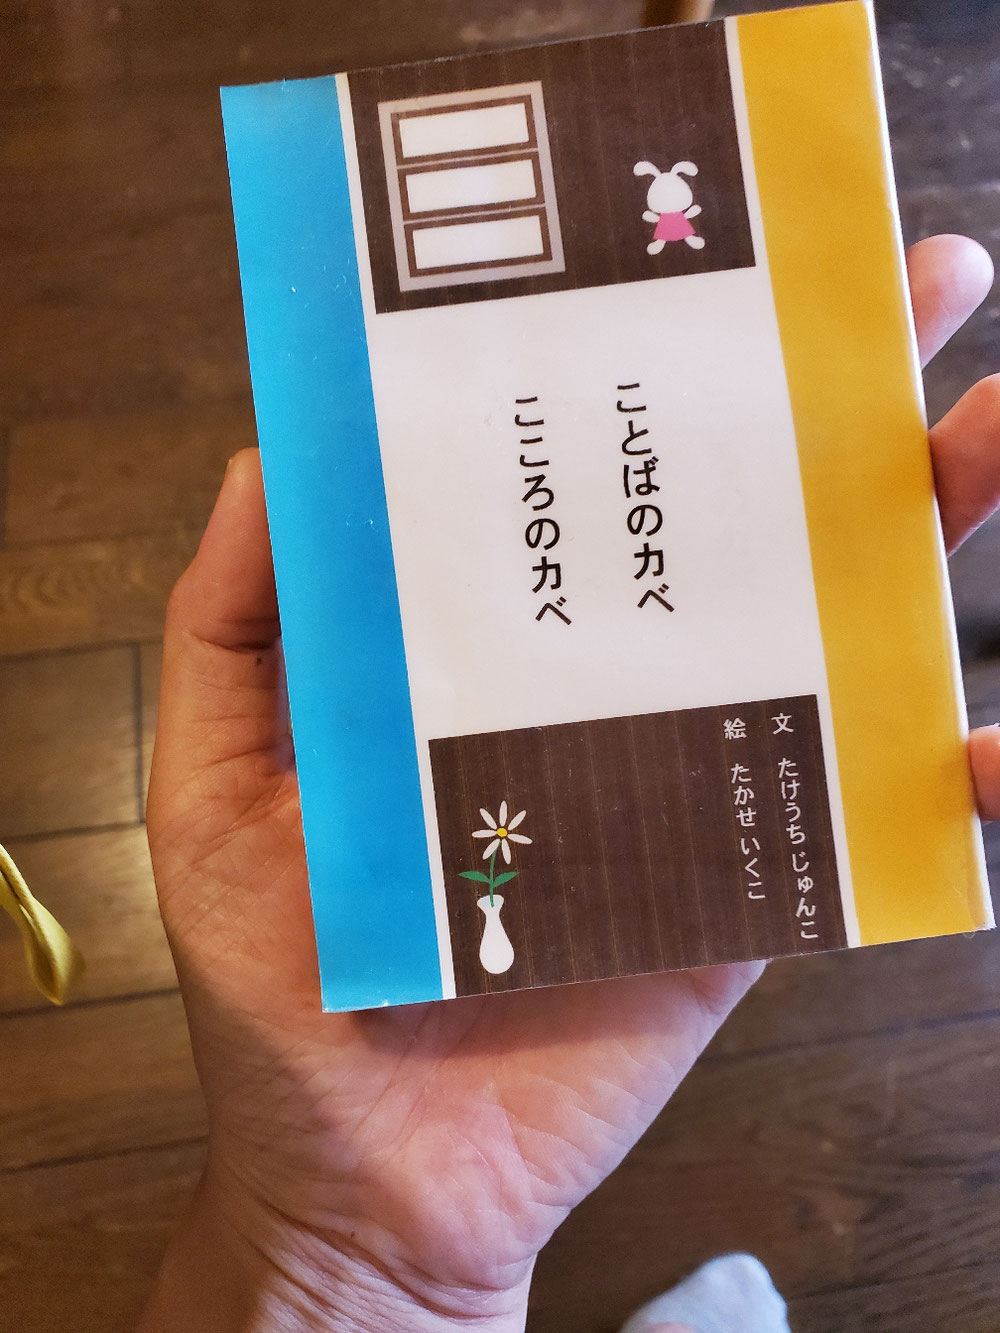 ことばのカベ
こころのカベ
文 たけうちじゅんこ
絵 たかせいくこ